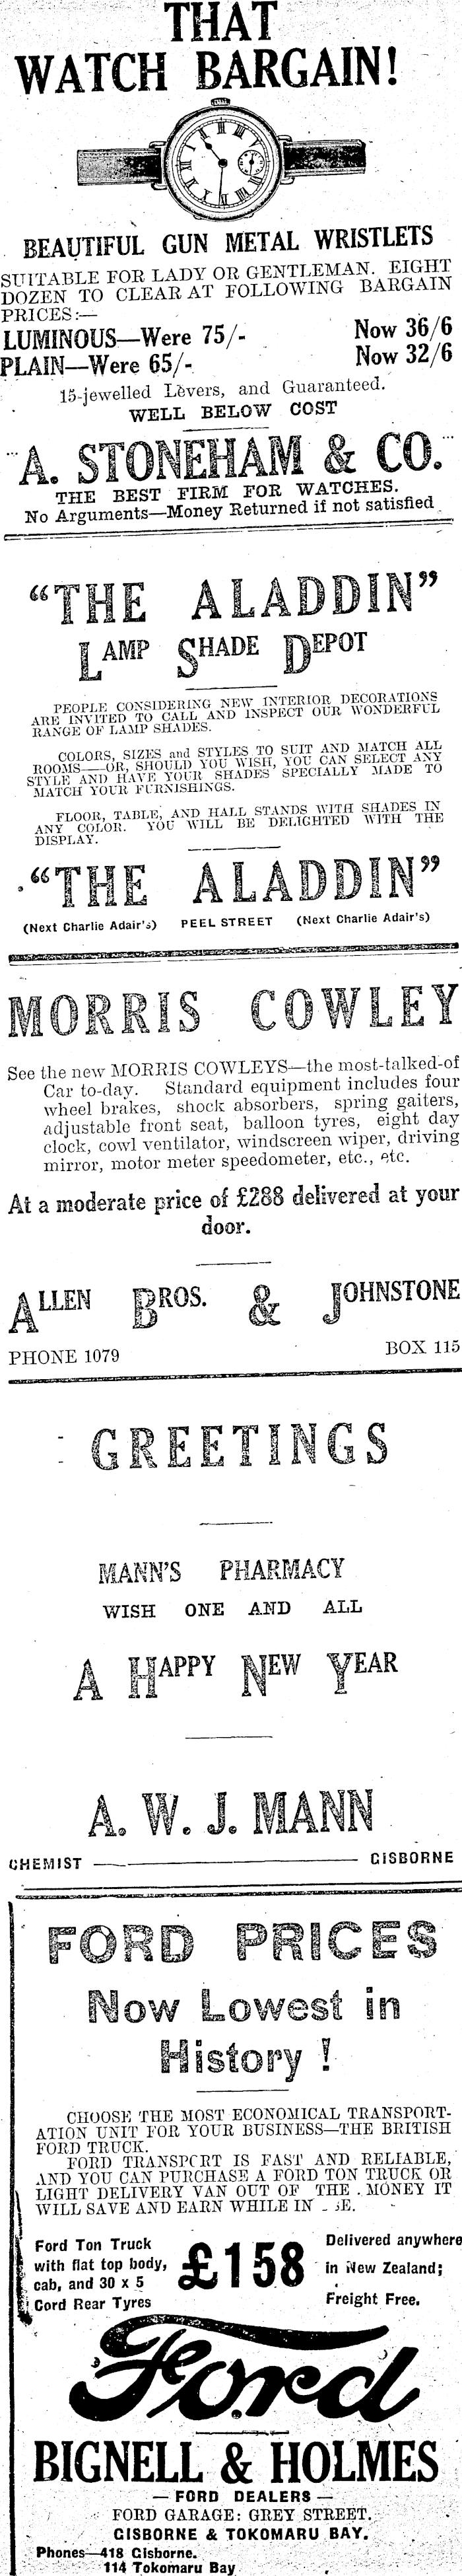 THAT
WATCH BARGAIN!
BEAUTIFUL GUN METAL WRISTLETS
SUITABLE FOR LADY OR GENTLEMAN. EIGHT
DOZEN TO CLEAR AT FOLLOWING BARGAIN
PRICES:—
LUMINOUS—Were 75/- Now 36/6
PLAIN—Were 65/- Now 32/6
15-jewelled Levers, and Guaranteed.
WELL BELOW COST
A. STONEHAM & CO.
THE BEST FIRM FOR WATCHES.
No Arguments—Money Returned if not satisfied
"THE ALADDIN"
LAMP SHADE DEPOT
PEOPLE CONSIDERING NEW INTERIOR DECORATIONS
ARE INVITED TO CALL AND INSPECT OUR WONDERFUL
RANGE OF LAMP SHADES.
COLORS, SIZES and STYLES TO SUIT AND MATCH ALL
ROOMS—OR, SHOULD YOU WISH, YOU CAN SELECT ANY
STYLE AND HAVE YOUR SHADES SPECIALLY MADE TO
MATCH YOUR FURNISHINGS.
FLOOR, TABLE, AND HALL STANDS WITH SHADES IN
ANY COLOR. YOU WILL BE DELIGHTED WITH THE
DISPLAY.
"THE ALADDIN"
(Next Charlie Adair's) PEEL STREET (Next Charlie Adair's)
MORRIS COWLEY
See the new MORRIS COWLEYS—the most-talked-of
Car to-day. Standard equipment includes four
wheel brakes, shock absorbers, spring gaiters,
adjustable front seat, balloon tyres, eight day
clock, cowl ventilator, windscreen wiper, driving
mirror, motor meter speedometer, etc., etc.
At a moderate price of £288 delivered at your
door.
ALLEN BROS. & JOHNSTONE
PHONE 1079 BOX 115
GREETINGS
MANN'S PHARMACY
WISH ONE AND ALL
A HAPPY NEW YEAR
A. W. J. MANN
CHEMIST — GISBORNE
FORD PRICES
Now Lowest in
History !
CHOOSE THE MOST ECONOMICAL TRANSPORT-
ATION UNIT FOR YOUR BUSINESS—THE BRITISH
FORD TRUCK.
FORD TRANSPORT IS FAST AND RELIABLE,
AND YOU CAN PURCHASE A FORD TON TRUCK OR
LIGHT DELIVERY VAN OUT OF THE MONEY IT
WILL SAVE AND EARN WHILE IN
Ford Ton Truck
with flat top body,
cab, and 30 x 5
Cord Rear Tyres
£158
Delivered anywhere
in New Zealand;
Freight Free.
Ford
BIGNELL & HOLMES
— FORD DEALERS —
FORD GARAGE: GREY STREET.
GISBORNE & TOKOMARU BAY.
Phones—418 Gisborne.
114 Tokomaru Bay